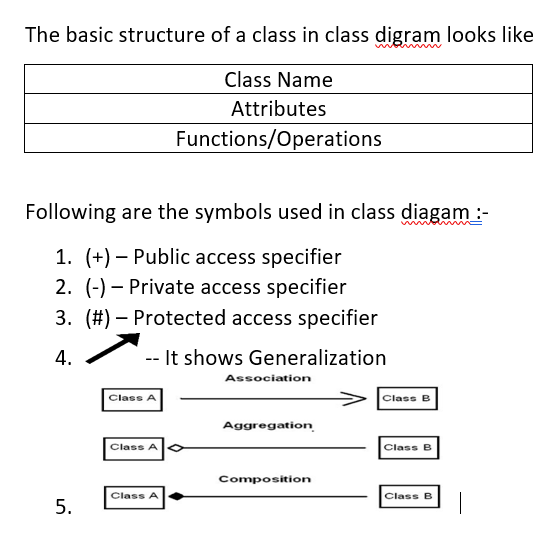 The basic structure of a class in class digram looks like
Class Name
Attributes
Functions/Operations
Following are the symbols used in class diagam :-
1. (+) – Public access specifier
2. (-) – Private access specifier
3. (#) – Protected access specifier
4. -- It shows Generalization
Association
Class A Class B
Aggregation
Class A Class B
Composition
Class A Class B
5.